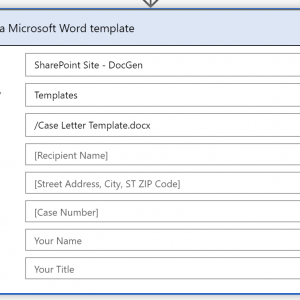 a Microsoft Word template
SharePoint Site - DocGen
Templates
/Case Letter Template.docx
[Recipient Name]
[Street Address, City, ST ZIP Code]
[Case Number]
Your Name
Your Title